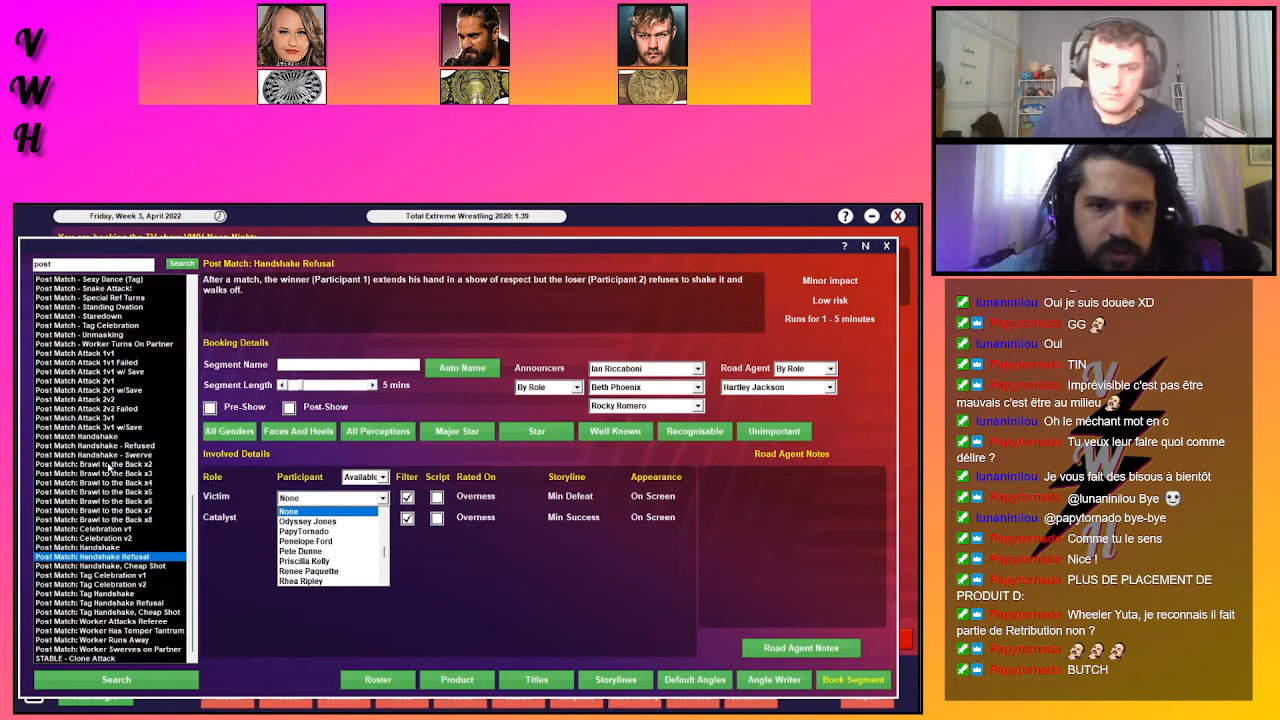 V
W
H
Friday, Week 3, April 2022
Total Extreme Wrestling 2020: 1.39
?
X
? N X
post
Search
Post Match - Sexy Dance (Tag)
Post Match - Snake Attack!
Post Match - Special Ref Turns
Post Match - Standing Ovation
Post Match - Staredown
Post Match - Tag Celebration
Post Match - Unmasking
Post Match - Worker Turns On Partner
Post Match Attack 1v1
Post Match Attack 1v1 Failed
Post Match Attack 1v1 w/ Save
Post Match Attack 2v1
Post Match Attack 2v1 w/Save
Post Match Attack 2v2
Post Match Attack 2v2 Failed
Post Match Attack 3v1
Post Match Attack 3v1 w/Save
Post Match Handshake
Post Match Handshake - Refused
Post Match Handshake - Swerve
Post Match: Brawl to the Back x2
Post Match: Brawl to the Back x3
Post Match: Brawl to the Back x4
Post Match: Brawl to the Back x5
Post Match: Brawl to the Back x6
Post Match: Brawl to the Back x7
Post Match: Brawl to the Back x8
Post Match: Celebration v1
Post Match: Celebration v2
Post Match: Handshake
Post Match: Handshake Refusal
Post Match: Handshake, Cheap Shot
Post Match: Tag Celebration v1
Post Match: Tag Celebration v2
Post Match: Tag Handshake
Post Match: Tag Handshake Refusal
Post Match: Tag Handshake, Cheap Shot
Post Match: Worker Attacks Referee
Post Match: Worker Has Temper Tantrum
Post Match: Worker Runs Away
Post Match: Worker Swerves on Partner
STABLE - Clone Attack
Search
Post Match: Handshake Refusal
After a match, the winner (Participant 1) extends his hand in a show of respect but the loser (Participant 2) refuses to shake it and
walks off.
Minor impact
Low risk
Runs for 1 - 5 minutes
Booking Details
Segment Name
Auto Name
Announcers
Ian Riccaboni
Road Agent
By Role
Segment Length
5 mins
By Role
Beth Phoenix
Hartley Jackson
Pre-Show
Post-Show
Rocky Romero
All Genders
Faces And Heels
All Perceptions
Major Star
Star
Well Known
Recognisable
Unimportant
Involved Details
Road Agent Notes
Role
Participant
Available
Filter
Script
Rated On
Storyline
Appearance
Victim
None
Overness
Min Defeat
On Screen
Catalyst
Overness
Min Success
On Screen
None
Odyssey Jones
PapyTornado
Penelope Ford
Pete Dunne
Priscilla Kelly
Renee Paquette
Rhea Ripley
Road Agent Notes
Roster
Product
Titles
Storylines
Default Angles
Angle Writer
Book Segment
lunaninilou Oui je suis douée XD
Papytornado GG
lunaninilou Oui
Papytornado TIN
Papytornado Imprévisible c'est pas être
mauvais c'est être au milieu
lunaninilou Oh le méchant mot en c
Papytornado Tu veux leur faire quoi comme
délire ?
lunaninilou Je vous fait des bisous à bientôt
Papytornado @lunaninilou Bye
lunaninilou @papytornado bye-bye
Papytornado Comme tu le sens
Papytornado Nice !
Papytornado PLUS DE PLACEMENT DE
PRODUIT D:
Papytornado Wheeler Yuta, je reconnais il fait
partie de Retribution non ?
Papytornado
Papytornado BUTCH